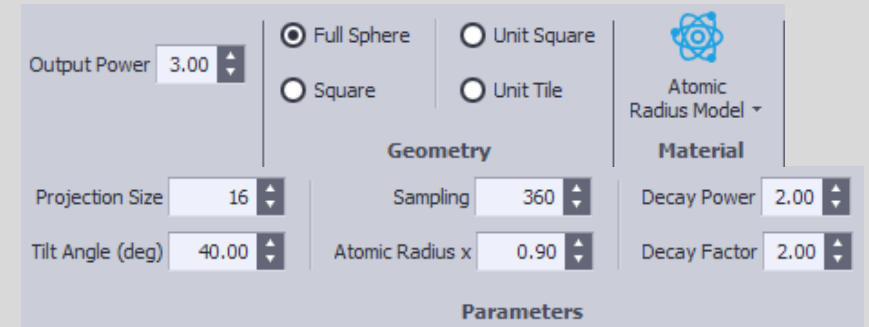 Output Power 3.00
Full Sphere
Unit Square
Square
Unit Tile
Geometry
Atomic
Radius Model
Material
Projection Size 16
Sampling 360
Decay Power 2.00
Tilt Angle (deg) 40.00
Atomic Radius x 0.90
Decay Factor 2.00
Parameters